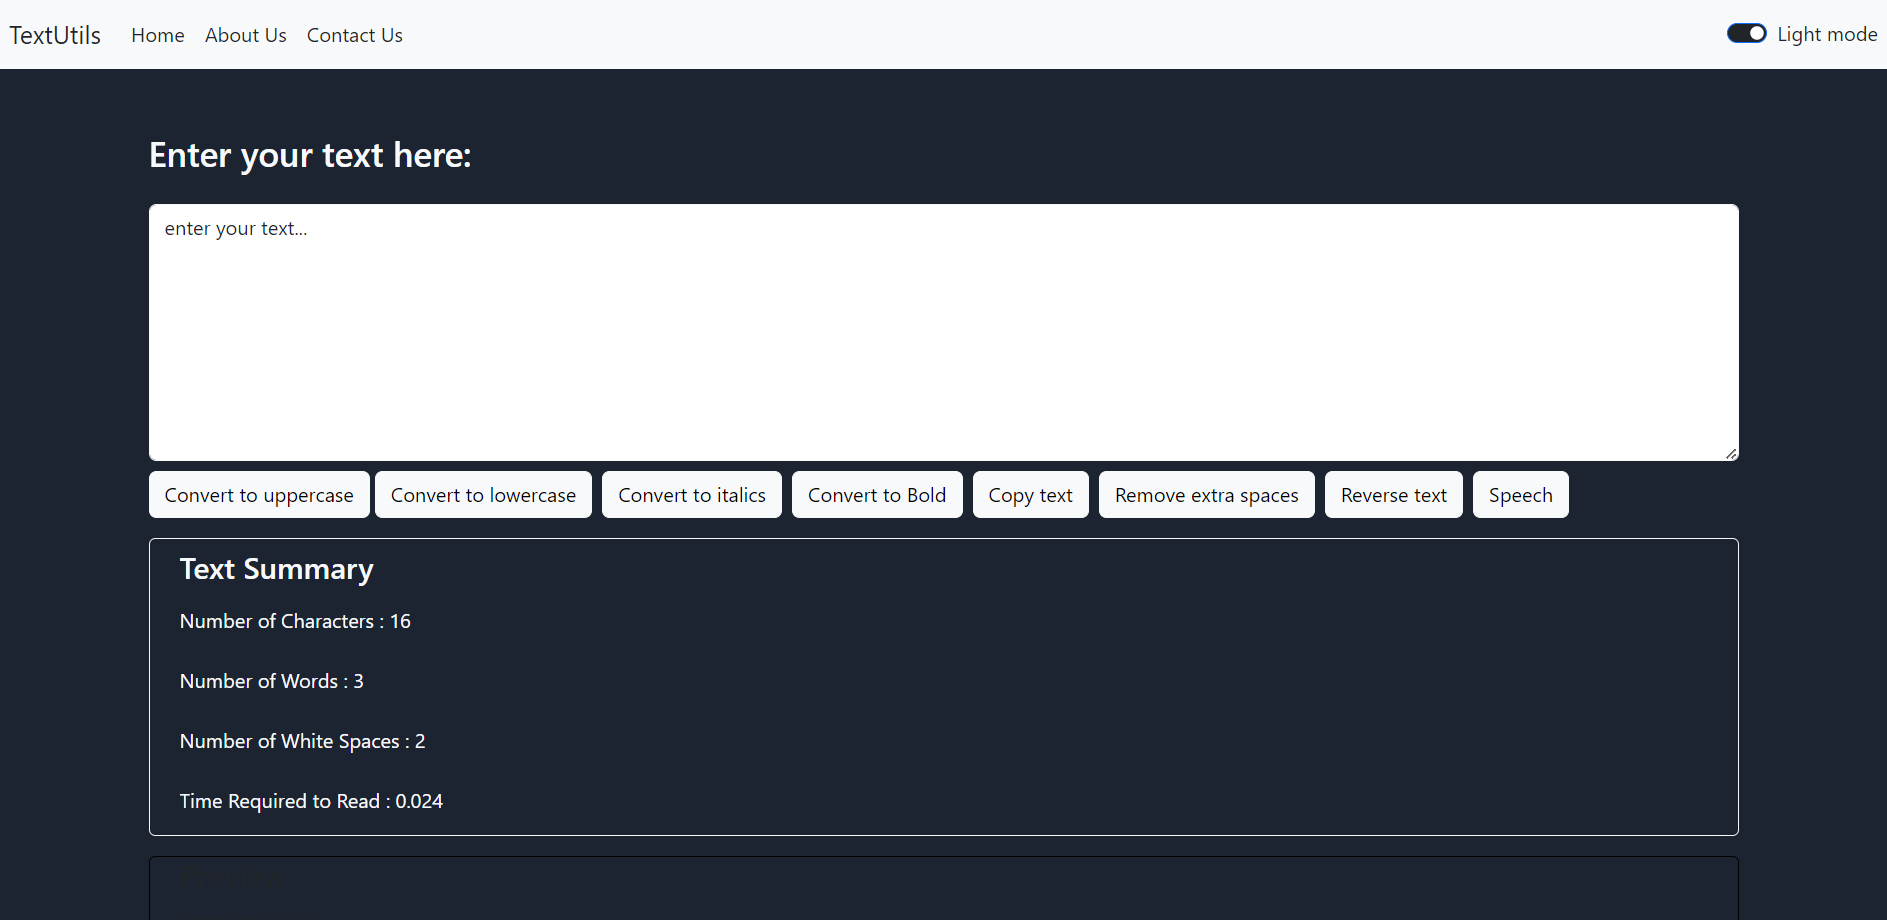 TextUtils Home About Us Contact Us Light mode
Enter your text here:
enter your text...
Convert to uppercase Convert to lowercase Convert to italics Convert to Bold Copy text Remove extra spaces Reverse text Speech
Text Summary
Number of Characters : 16
Number of Words : 3
Number of White Spaces : 2
Time Required to Read : 0.024